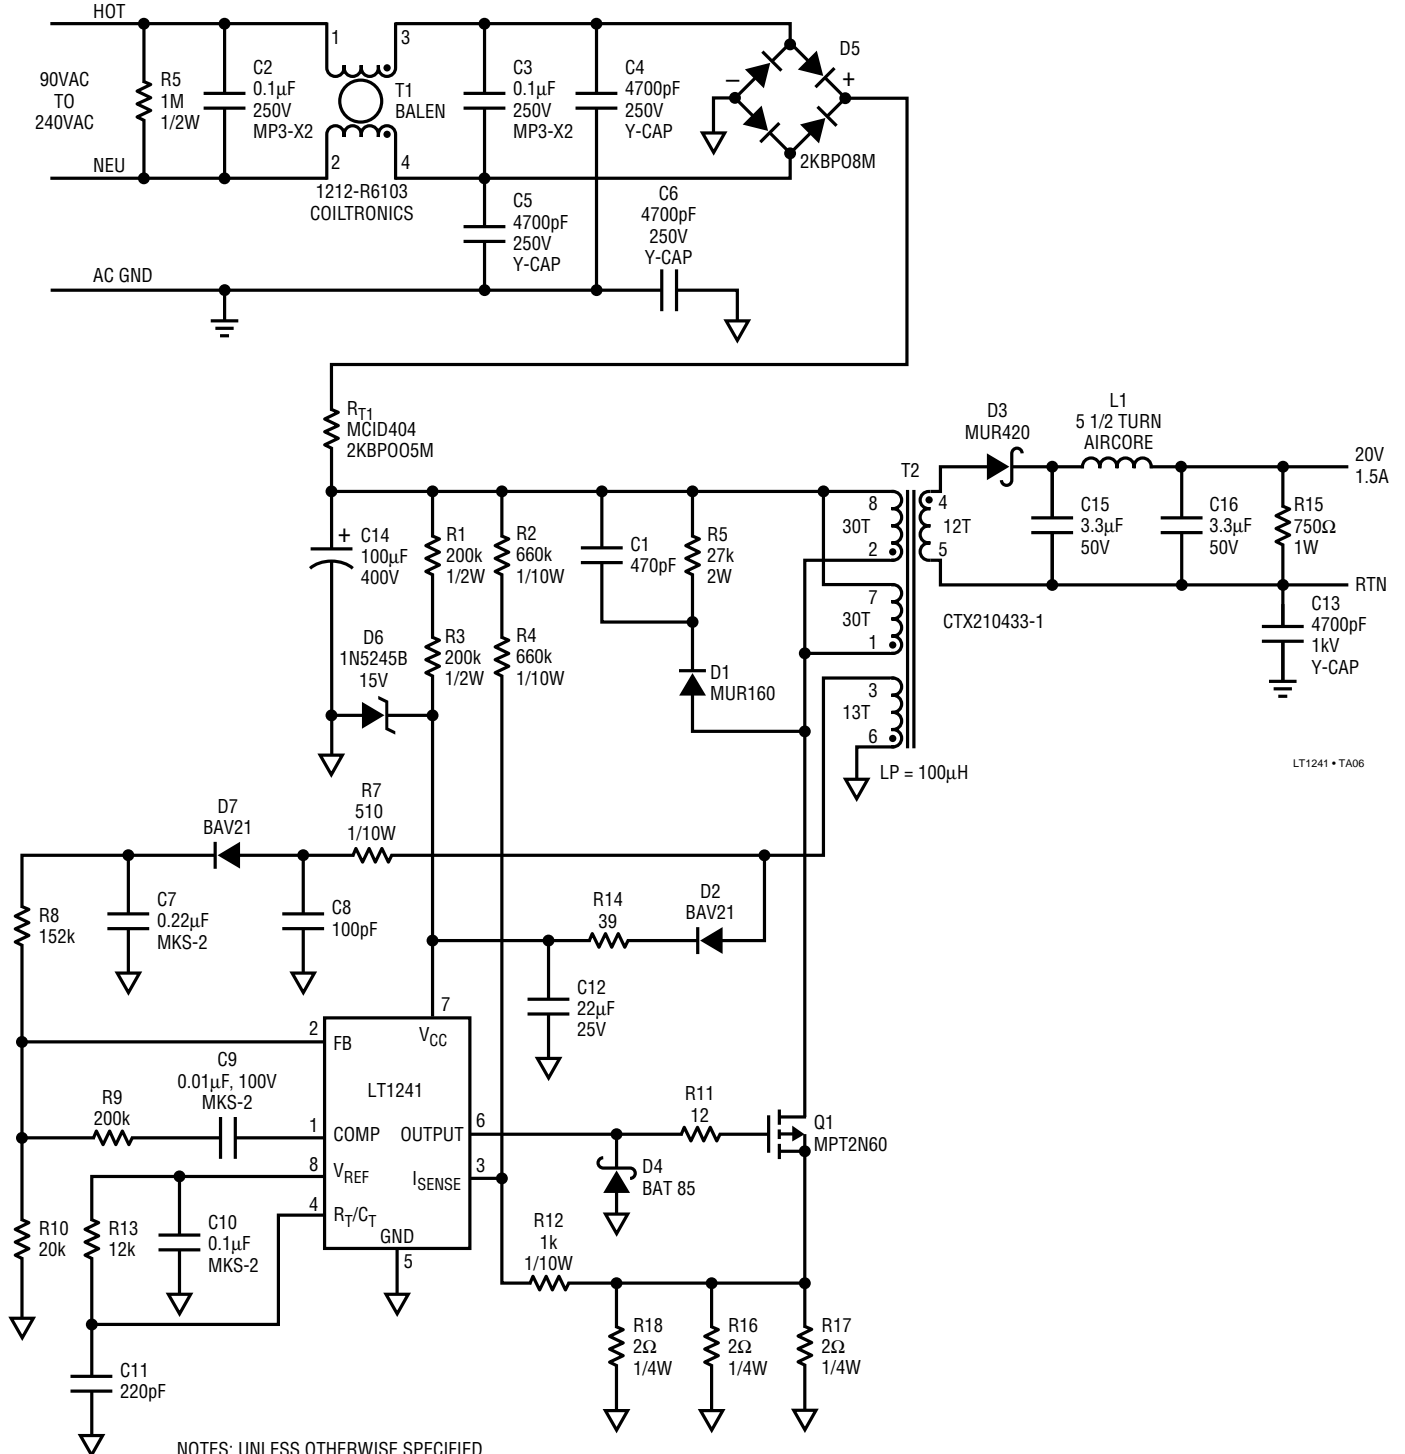 HOT
90VAC
TO
240VAC
R5
1M
1/2W
C2
0.1µF
250V
MP3-X2
1
3
T1
BALEN
2
4
1212-R6103
COILTRONICS
C3
0.1µF
250V
MP3-X2
C4
4700pF
250V
Y-CAP
D5
–
+
2KBPO8M
NEU
C5
4700pF
250V
Y-CAP
C6
4700pF
250V
Y-CAP
AC GND
RT1
MCID404
2KBPOO5M
+
C14
100µF
400V
R1
200k
1/2W
R2
660k
1/10W
C1
470pF
R5
27k
2W
T2
8
30T
2
4
12T
5
D3
MUR420
L1
5 1/2 TURN
AIRCORE
20V
1.5A
C15
3.3µF
50V
C16
3.3µF
50V
R15
750Ω
1W
RTN
D6
1N5245B
15V
R3
200k
1/2W
R4
660k
1/10W
D1
MUR160
7
30T
1
CTX210433-1
C13
4700pF
1kV
Y-CAP
3
13T
6
LP = 100µH
LT1241 • TA06
D7
BAV21
R7
510
1/10W
R8
152k
C7
0.22µF
MKS-2
C8
100pF
R14
39
D2
BAV21
C12
22µF
25V
7
VCC
2
FB
LT1241
C9
0.01µF, 100V
MKS-2
R9
200k
1
COMP
OUTPUT
6
R11
12
Q1
MPT2N60
8
VREF
ISENSE
3
D4
BAT 85
4
RT/CT
GND
5
R10
20k
R13
12k
C10
0.1µF
MKS-2
R12
1k
1/10W
R18
2Ω
1/4W
R16
2Ω
1/4W
R17
2Ω
1/4W
C11
220pF
NOTES: UNLESS OTHERWISE SPECIFIED